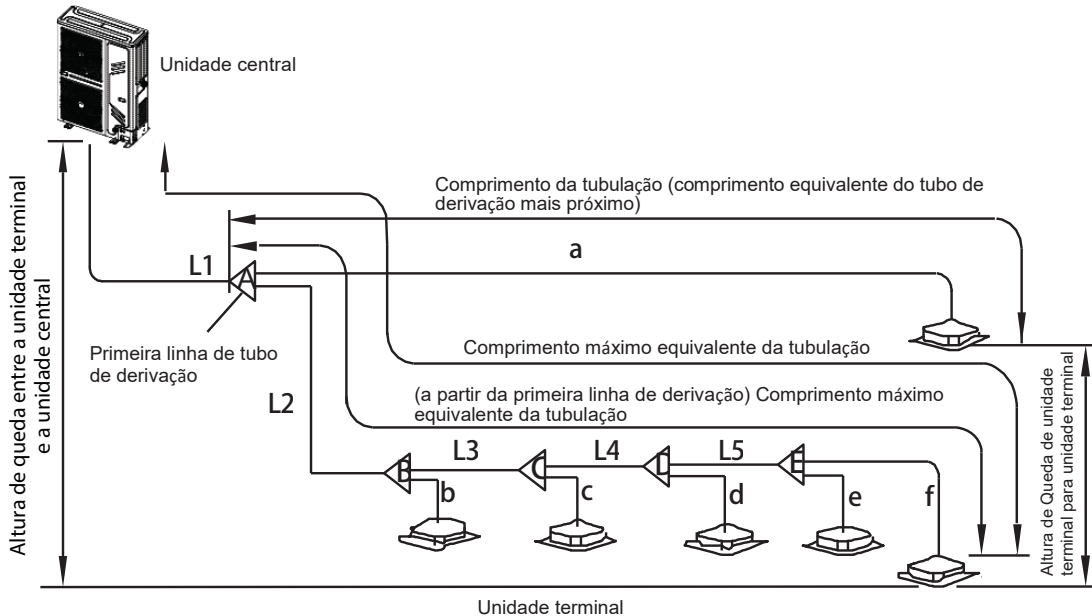 Unidade central
Comprimento da tubulação (comprimento equivalente do tubo de
derivação mais próximo)
a
L1
A
Primeira linha de tubo
de derivação
Comprimento máximo equivalente da tubulação
L2
(a partir da primeira linha de derivação) Comprimento máximo
equivalente da tubulação
L3
L4
L5
B
C
D
E
b
c
d
e
f
Altura de queda entre a unidade terminal
e a unidade central
Altura de Queda de unidade
terminal para unidade terminal
Unidade terminal